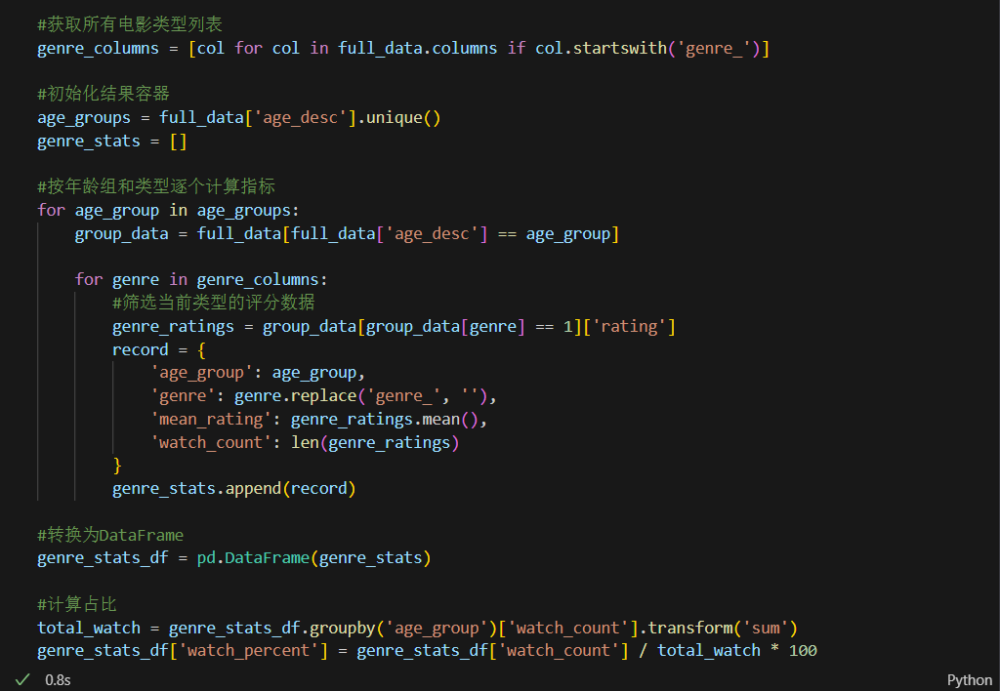 #获取所有电影类型列表
genre_columns = [col for col in full_data.columns if col.startswith('genre_')]
#初始化结果容器
age_groups = full_data['age_desc'].unique()
genre_stats = []
#按年龄组和类型逐个计算指标
for age_group in age_groups:
    group_data = full_data[full_data['age_desc'] == age_group]
    for genre in genre_columns:
        #筛选当前类型的评分数据
        genre_ratings = group_data[group_data[genre] == 1]['rating']
        record = {
            'age_group': age_group,
            'genre': genre.replace('genre_', ''),
            'mean_rating': genre_ratings.mean(),
            'watch_count': len(genre_ratings)
        }
        genre_stats.append(record)
#转换为DataFrame
genre_stats_df = pd.DataFrame(genre_stats)
#计算占比
total_watch = genre_stats_df.groupby('age_group')['watch_count'].transform('sum')
genre_stats_df['watch_percent'] = genre_stats_df['watch_count'] / total_watch * 100
0.8s Python